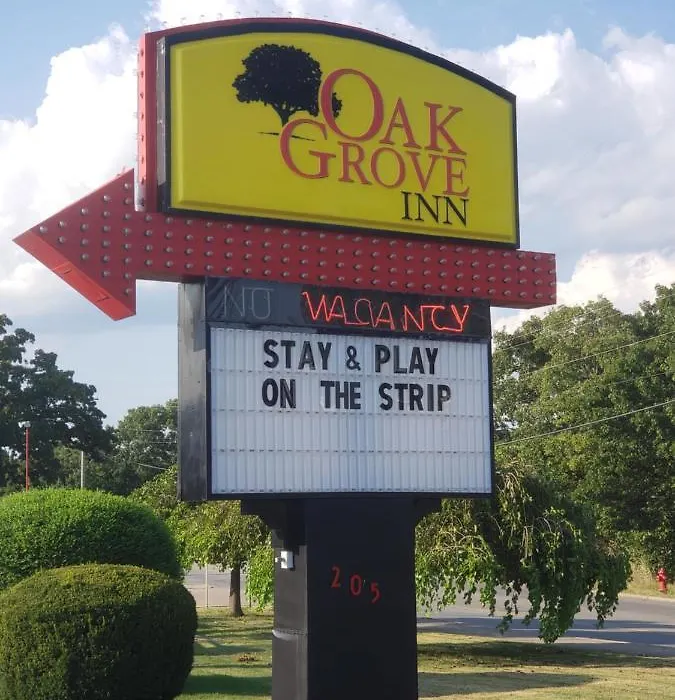 OAK
GROVE
INN
NO VACANCY
STAY & PLAY
ON THE STRIP
205